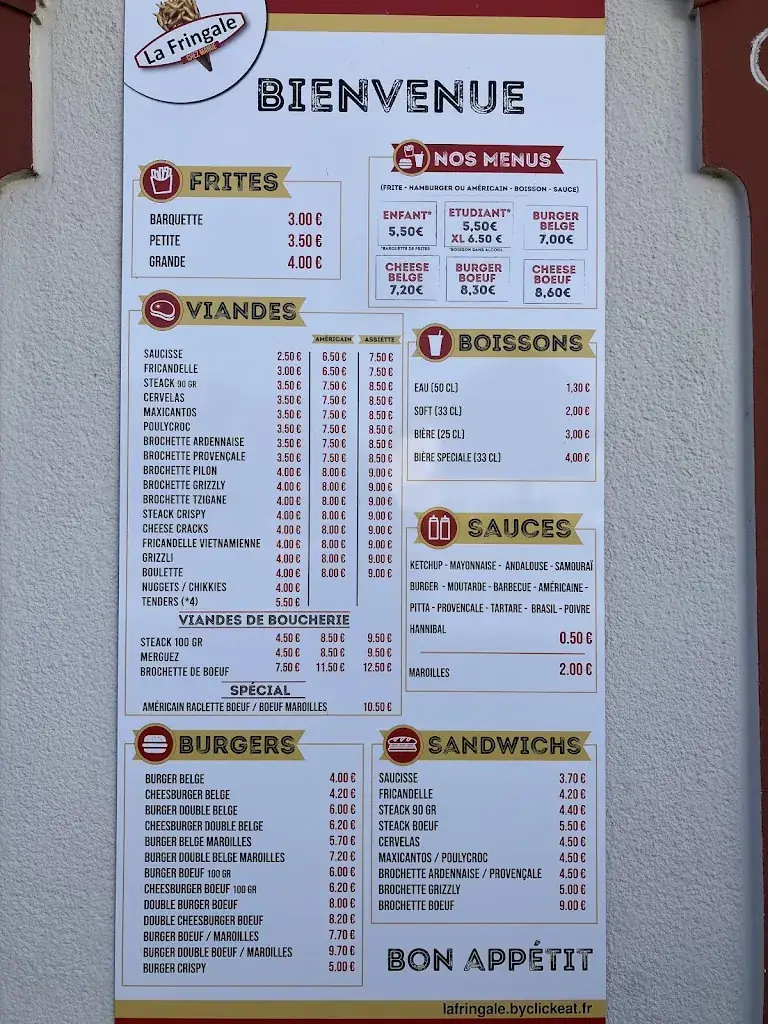 La Fringale
CHEZ MANUE
BIENVENUE
FRITES
BARQUETTE 3.00 €
PETITE 3.50 €
GRANDE 4.00 €
NOS MENUS
(FRITE - HAMBURGER OU AMÉRICAIN - BOISSON - SAUCE)
ENFANT* 5,50€
*BARQUETTE DE FRITES
ETUDIANT* 5,50€
XL 6.50 €
*BOISSON SANS ALCOOL
BURGER BELGE 7,00€
CHEESE BELGE 7,20€
BURGER BOEUF 8,30€
CHEESE BOEUF 8,60€
VIANDES
AMÉRICAIN ASSIETTE
SAUCISSE 2.50 € 6.50 € 7.50 €
FRICANDELLE 3.00 € 6.50 € 7.50 €
STEACK 90 GR 3.50 € 7.50 € 8.50 €
CERVELAS 3.50 € 7.50 € 8.50 €
MAXICANTOS 3.50 € 7.50 € 8.50 €
POULYCROC 3.50 € 7.50 € 8.50 €
BROCHETTE ARDENNAISE 3.50 € 7.50 € 8.50 €
BROCHETTE PROVENÇALE 3.50 € 7.50 € 8.50 €
BROCHETTE PILON 4.00 € 8.00 € 9.00 €
BROCHETTE GRIZZLY 4.00 € 8.00 € 9.00 €
BROCHETTE TZIGANE 4.00 € 8.00 € 9.00 €
STEACK CRISPY 4.00 € 8.00 € 9.00 €
CHEESE CRACKS 4.00 € 8.00 € 9.00 €
FRICANDELLE VIETNAMIENNE 4.00 € 8.00 € 9.00 €
GRIZZLI 4.00 € 8.00 € 9.00 €
BOULETTE 4.00 € 8.00 € 9.00 €
NUGGETS / CHIKKIES 4.00 €
TENDERS (*4) 5.50 €
VIANDES DE BOUCHERIE
STEACK 100 GR 4.50 € 8.50 € 9.50 €
MERGUEZ 4.50 € 8.50 € 9.50 €
BROCHETTE DE BOEUF 7.50 € 11.50 € 12.50 €
SPÉCIAL
AMÉRICAIN RACLETTE BOEUF / BOEUF MAROILLES 10.50 €
BOISSONS
EAU (50 CL) 1,30 €
SOFT (33 CL) 2,00 €
BIÈRE (25 CL) 3,00 €
BIÈRE SPECIALE (33 CL) 4,00 €
SAUCES
KETCHUP - MAYONNAISE - ANDALOUSE - SAMOURAÏ
BURGER - MOUTARDE - BARBECUE - AMÉRICAINE -
PITTA - PROVENCALE - TARTARE - BRASIL - POIVRE
HANNIBAL
0.50 €
MAROILLES 2.00 €
BURGERS
BURGER BELGE 4.00 €
CHEESBURGER BELGE 4.20 €
BURGER DOUBLE BELGE 6.00 €
CHEESBURGER DOUBLE BELGE 6,20 €
BURGER BELGE MAROILLES 5.70 €
BURGER DOUBLE BELGE MAROILLES 7.20 €
BURGER BOEUF 100 GR 6.00 €
CHEESBURGER BOEUF 100 GR 6.20 €
DOUBLE BURGER BOEUF 8.00 €
DOUBLE CHEESBURGER BOEUF 8.20 €
BURGER BOEUF / MAROILLES 7.70 €
BURGER DOUBLE BOEUF / MAROILLES 9.70 €
BURGER CRISPY 5.00 €
SANDWICHS
SAUCISSE 3.70 €
FRICANDELLE 4.20 €
STEACK 90 GR 4.40 €
STEACK BOEUF 5.50 €
CERVELAS 4.50 €
MAXICANTOS / POULYCROC 4.50 €
BROCHETTE ARDENNAISE / PROVENÇALE 4.50 €
BROCHETTE GRIZZLY 5.00 €
BROCHETTE BOEUF 9.00 €
BON APPÉTIT
lafringale.byclickeat.fr